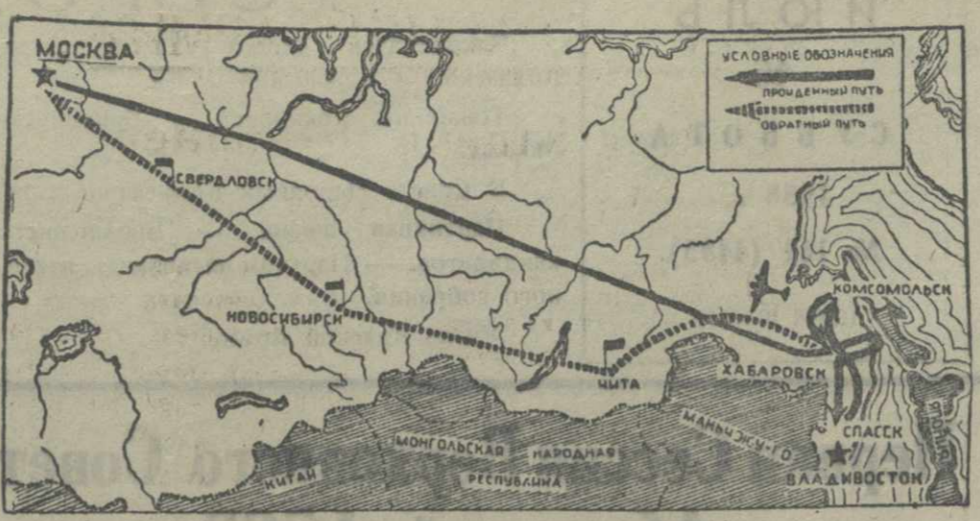 МОСКВА
УСЛОВНЫЕ ОБОЗНАЧЕНИЯ
ПРОЙДЕННЫЙ ПУТЬ
ОБРАТНЫЙ ПУТЬ
СВЕРДЛОВСК
НОВОСИБИРСК
ЧИТА
КОМСОМОЛЬСК
ХАБАРОВСК
СПАССК
ВЛАДИВОСТОК
МАНЬЧЖУ-ГО
МОНГОЛЬСКАЯ НАРОДНАЯ
РЕСПУБЛИКА
КИТАЙ